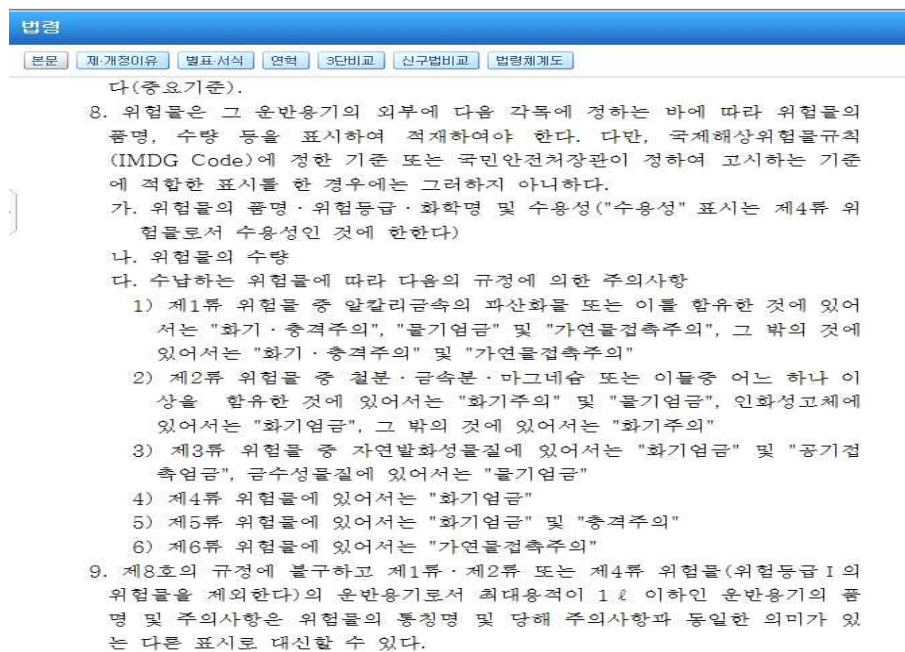 법령
본문 제·개정이유 별표·서식 연혁 3단비교 신구법비교 법령체계도
다(중요기준).
8. 위험물은 그 운반용기의 외부에 다음 각목에 정하는 바에 따라 위험물의
품명, 수량 등을 표시하여 적재하여야 한다. 다만, 국제해상위험물규칙
(IMDG Code)에 정한 기준 또는 국민안전처장관이 정하여 고시하는 기준
에 적합한 표시를 한 경우에는 그러하지 아니하다.
가. 위험물의 품명·위험등급·화학명 및 수용성("수용성" 표시는 제4류 위
험물로서 수용성인 것에 한한다)
나. 위험물의 수량
다. 수납하는 위험물에 따라 다음의 규정에 의한 주의사항
1) 제1류 위험물 중 알칼리금속의 과산화물 또는 이를 함유한 것에 있어
서는 "화기·충격주의", "물기엄금" 및 "가연물접촉주의", 그 밖의 것에
있어서는 "화기·충격주의" 및 "가연물접촉주의"
2) 제2류 위험물 중 철분·금속분·마그네슘 또는 이들중 어느 하나 이
상을 함유한 것에 있어서는 "화기주의" 및 "물기엄금", 인화성고체에
있어서는 "화기엄금", 그 밖의 것에 있어서는 "화기주의"
3) 제3류 위험물 중 자연발화성물질에 있어서는 "화기엄금" 및 "공기접
촉엄금", 금수성물질에 있어서는 "물기엄금"
4) 제4류 위험물에 있어서는 "화기엄금"
5) 제5류 위험물에 있어서는 "화기엄금" 및 "충격주의"
6) 제6류 위험물에 있어서는 "가연물접촉주의"
9. 제8호의 규정에 불구하고 제1류·제2류 또는 제4류 위험물(위험등급Ⅰ의
위험물을 제외한다)의 운반용기로서 최대용적이 1ℓ 이하인 운반용기의 품
명 및 주의사항은 위험물의 통칭명 및 당해 주의사항과 동일한 의미가 있
는 다른 표시로 대신할 수 있다.